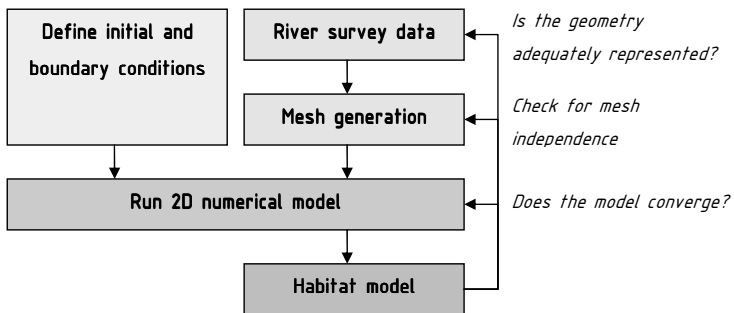 Define initial and
boundary conditions
River survey data
Is the geometry
adequately represented?
Mesh generation
Check for mesh
independence
Run 2D numerical model
Does the model converge?
Habitat model